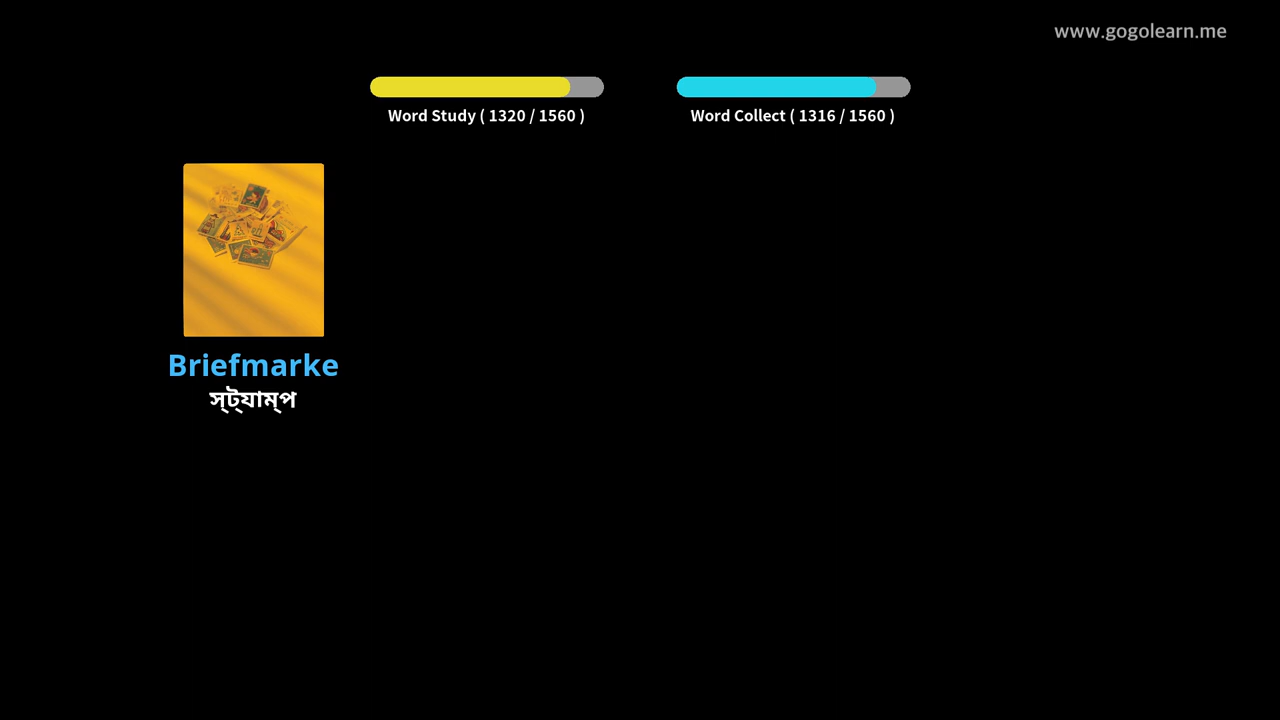 www.gogolearn.me
Word Study ( 1320 / 1560 )
Word Collect ( 1316 / 1560 )
Briefmarke
স্ট্যাম্প